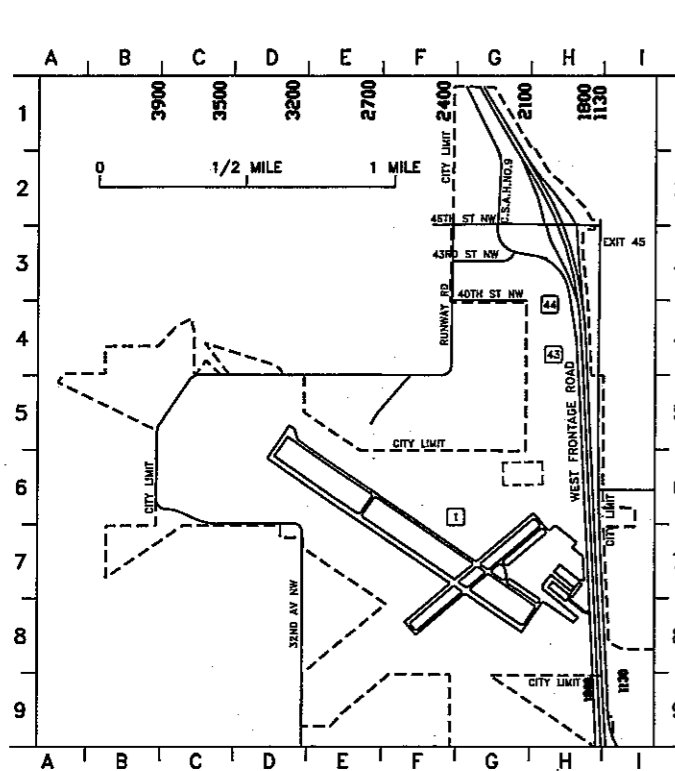 A B C D E F G H I
3900 3500 3200 2700 2400 2100 1800 1130
1
0 1/2 MILE 1 MILE
CITY LIMIT
2
C.S.A.H.NO.9
45TH ST NW
EXIT 45
3
43RD ST NW
40TH ST NW
44
RUNWAY RD
4
43
WEST FRONTAGE ROAD
5
CITY LIMIT
6
CITY LIMIT
1
CITY LIMIT
7
32ND AV NW
8
CITY LIMIT
1130
9
A B C D E F G H I